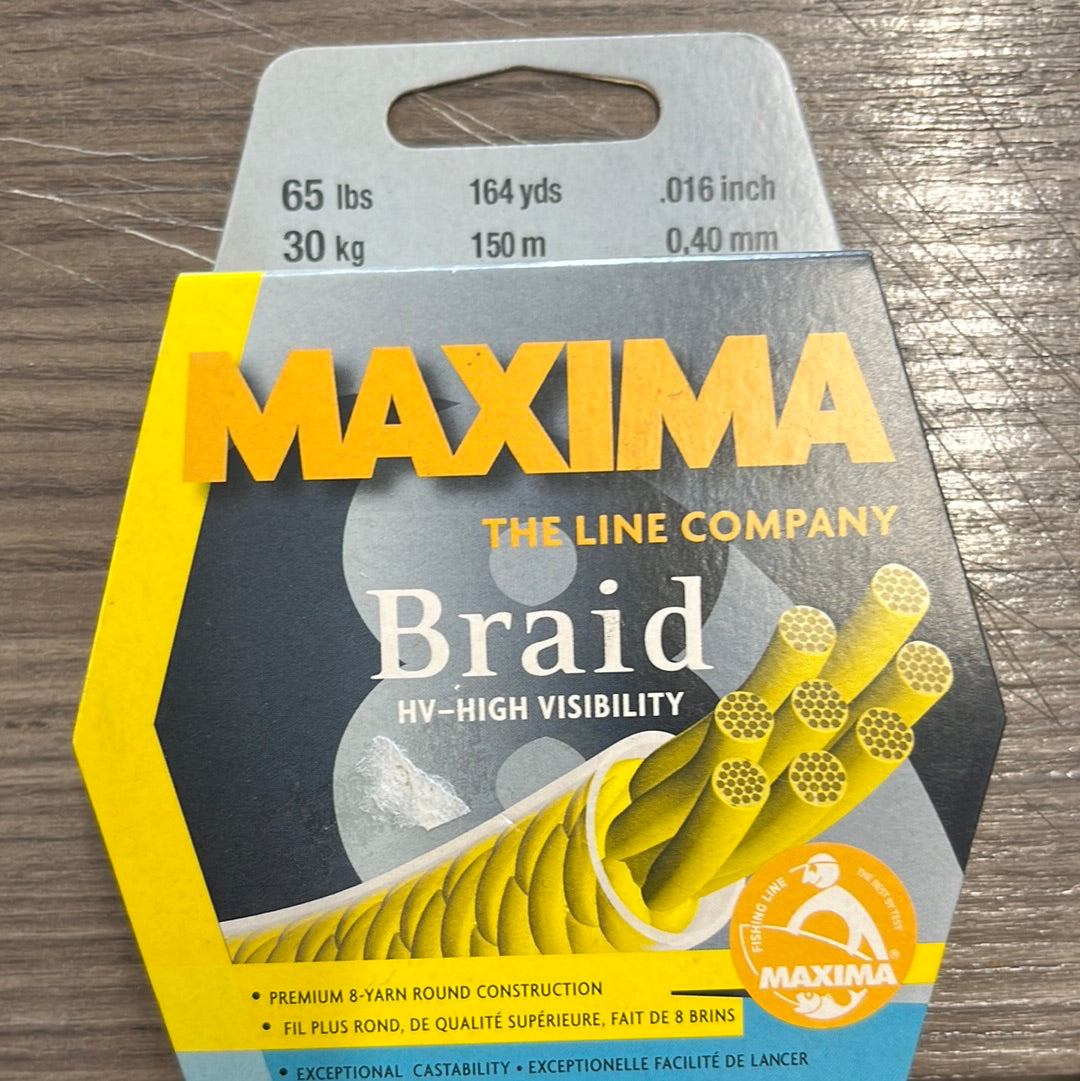 65 lbs 164 yds .016 inch
30 kg 150 m 0,40 mm
MAXIMA
THE LINE COMPANY
Braid
HV–HIGH VISIBILITY
FISHING LINE THE BEST BY TEST
MAXIMA ®
• PREMIUM 8-YARN ROUND CONSTRUCTION
• FIL PLUS ROND, DE QUALITÉ SUPÉRIEURE, FAIT DE 8 BRINS
• EXCEPTIONAL CASTABILITY • EXCEPTIONELLE FACILITÉ DE LANCER